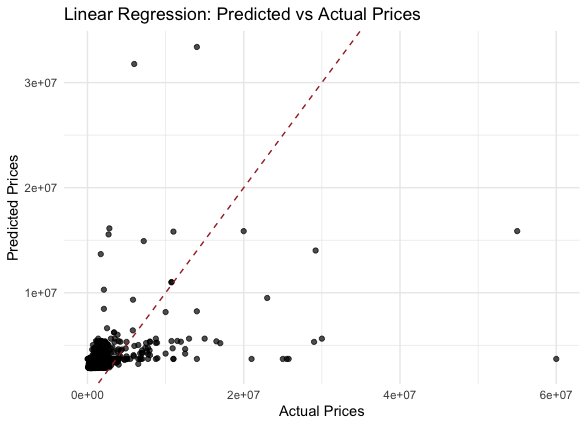 Linear Regression: Predicted vs Actual Prices
Predicted Prices
3e+07
2e+07
1e+07
0e+00
2e+07
4e+07
6e+07
Actual Prices